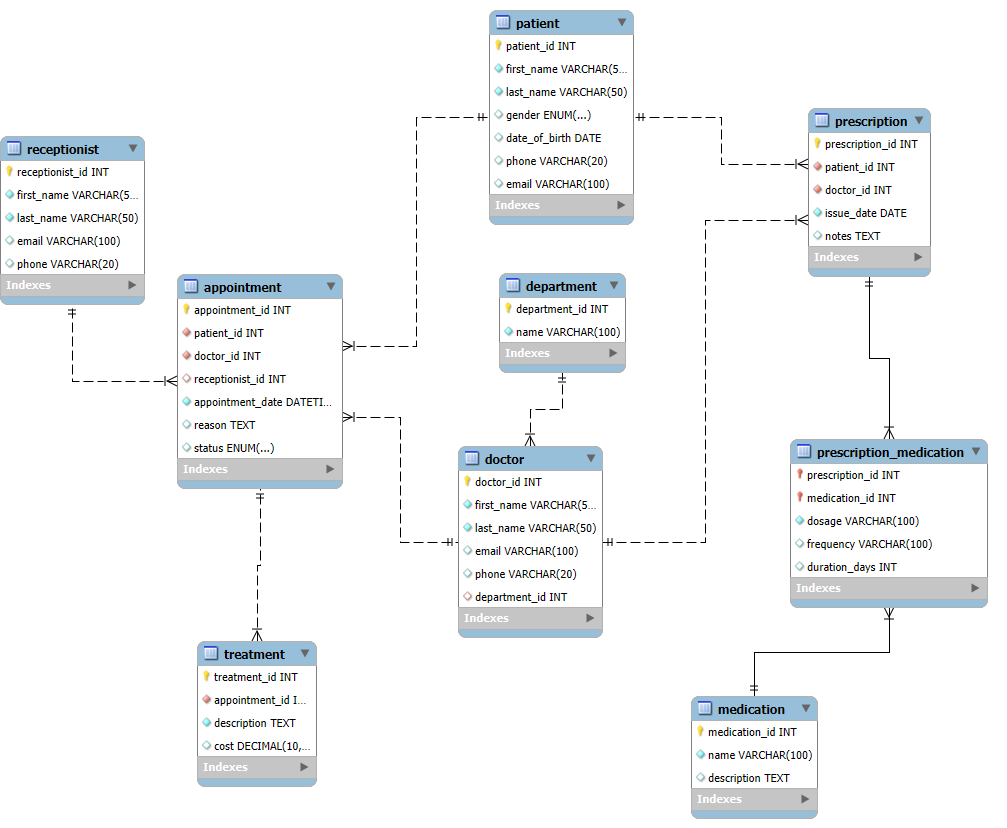 patient
patient_id INT
first_name VARCHAR(5...
last_name VARCHAR(50)
gender ENUM(...)
date_of_birth DATE
phone VARCHAR(20)
email VARCHAR(100)
Indexes
prescription
prescription_id INT
patient_id INT
doctor_id INT
issue_date DATE
notes TEXT
Indexes
receptionist
receptionist_id INT
first_name VARCHAR(5...
last_name VARCHAR(50)
email VARCHAR(100)
phone VARCHAR(20)
Indexes
appointment
appointment_id INT
patient_id INT
doctor_id INT
receptionist_id INT
appointment_date DATETI...
reason TEXT
status ENUM(...)
Indexes
department
department_id INT
name VARCHAR(100)
Indexes
doctor
doctor_id INT
first_name VARCHAR(5...
last_name VARCHAR(50)
email VARCHAR(100)
phone VARCHAR(20)
department_id INT
Indexes
prescription_medication
prescription_id INT
medication_id INT
dosage VARCHAR(100)
frequency VARCHAR(100)
duration_days INT
Indexes
treatment
treatment_id INT
appointment_id I...
description TEXT
cost DECIMAL(10,...
Indexes
medication
medication_id INT
name VARCHAR(100)
description TEXT
Indexes